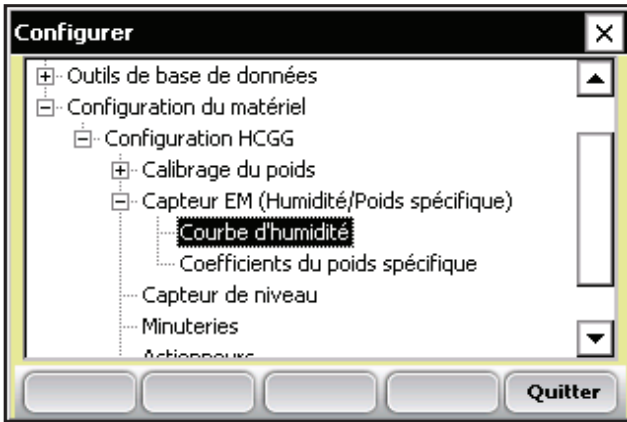 Configurer
Outils de base de données
Configuration du matériel
Configuration HCGG
Calibrage du poids
Capteur EM (Humidité/Poids spécifique)
Courbe d'humidité
Coefficients du poids spécifique
Capteur de niveau
Minuteries
Actionneurs
Quitter